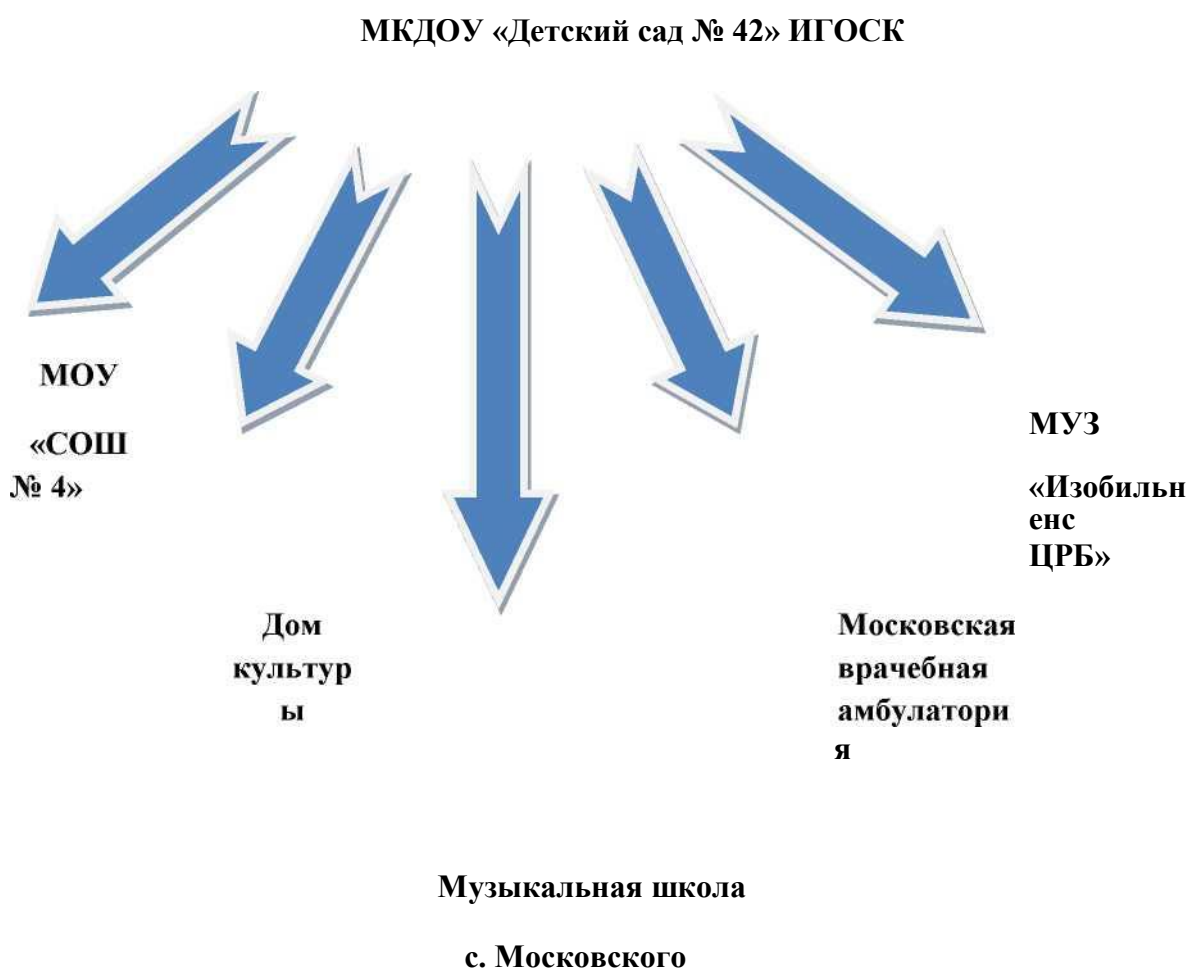 МКДОУ «Детский сад № 42» ИГОСК
МОУ
«СОШ
№ 4»
МУЗ
«Изобильн
енс
ЦРБ»
Дом
культур
ы
Московская
врачебная
амбулатори
я
Музыкальная школа
с. Московского